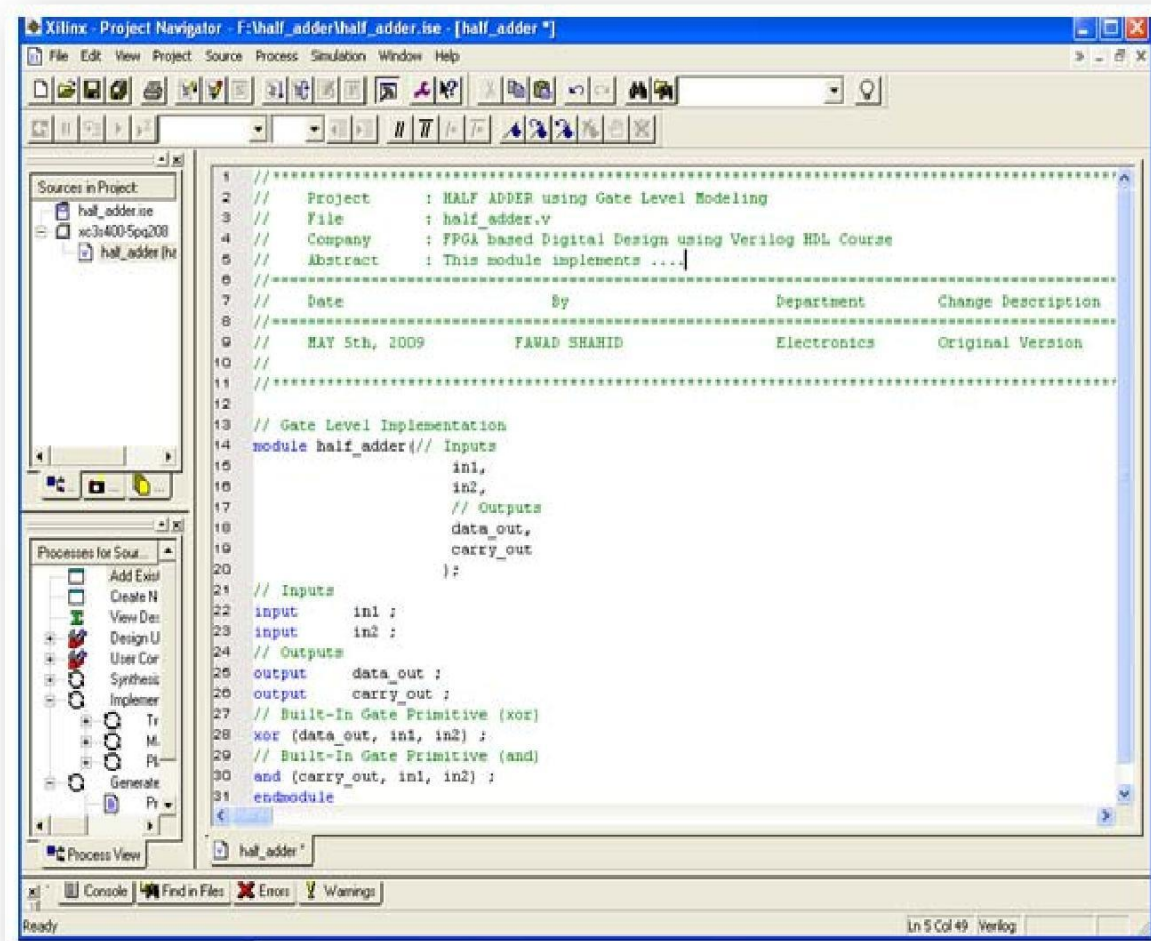 Xilinx - Project Navigator - F:\half_adder\half_adder.ise - [half_adder *]
File Edit View Project Source Process Simulation Window Help
Sources in Project:
half_adder.ise
xc3s400-5pq208
half_adder (ha
Processes for Sour...
Add Exist
Create N
View Des
Design U
User Con
Synthesis
Implemen
Tr
M
Pl
Generate
Pr
Process View
1 //****************************************************************************
2 // Project : HALF ADDER using Gate Level Modeling
3 // File : half_adder.v
4 // Company : FPGA based Digital Design using Verilog HDL Course
5 // Abstract : This module implements ....
6 //============================================================================
7 // Date By Department Change Description
8 //============================================================================
9 // MAY 5th, 2009 FAWAD SHAHID Electronics Original Version
10 //
11 //****************************************************************************
12
13 // Gate Level Implementation
14 module half_adder(// Inputs
15 in1,
16 in2,
17 // Outputs
18 data_out,
19 carry_out
20 );
21 // Inputs
22 input in1 ;
23 input in2 ;
24 // Outputs
25 output data_out ;
26 output carry_out ;
27 // Built-In Gate Primitive (xor)
28 xor (data_out, in1, in2) ;
29 // Built-In Gate Primitive (and)
30 and (carry_out, in1, in2) ;
31 endmodule
half_adder *
Console Find in Files Errors Warnings
Ready Ln 5 Col 49 Verilog